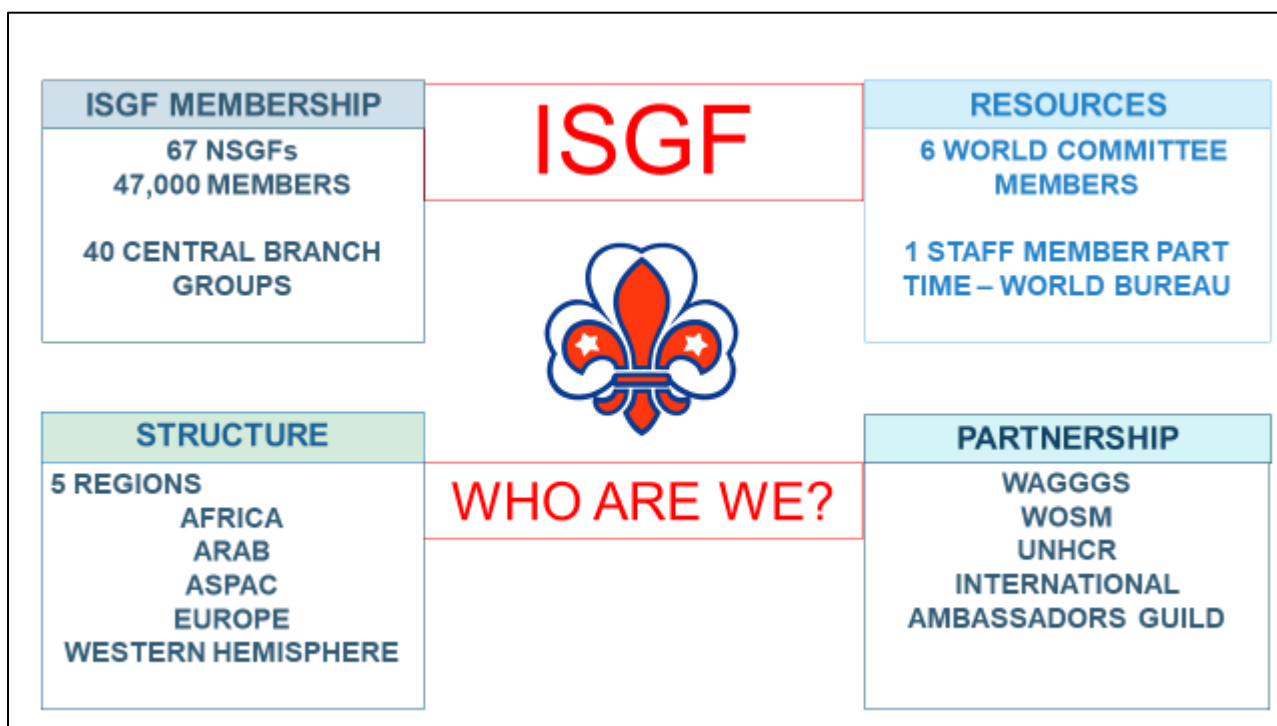 ISGF MEMBERSHIP
67 NSGFs
47,000 MEMBERS
40 CENTRAL BRANCH
GROUPS
ISGF
RESOURCES
6 WORLD COMMITTEE
MEMBERS
1 STAFF MEMBER PART
TIME – WORLD BUREAU
STRUCTURE
5 REGIONS
AFRICA
ARAB
ASPAC
EUROPE
WESTERN HEMISPHERE
WHO ARE WE?
PARTNERSHIP
WAGGGS
WOSM
UNHCR
INTERNATIONAL
AMBASSADORS GUILD